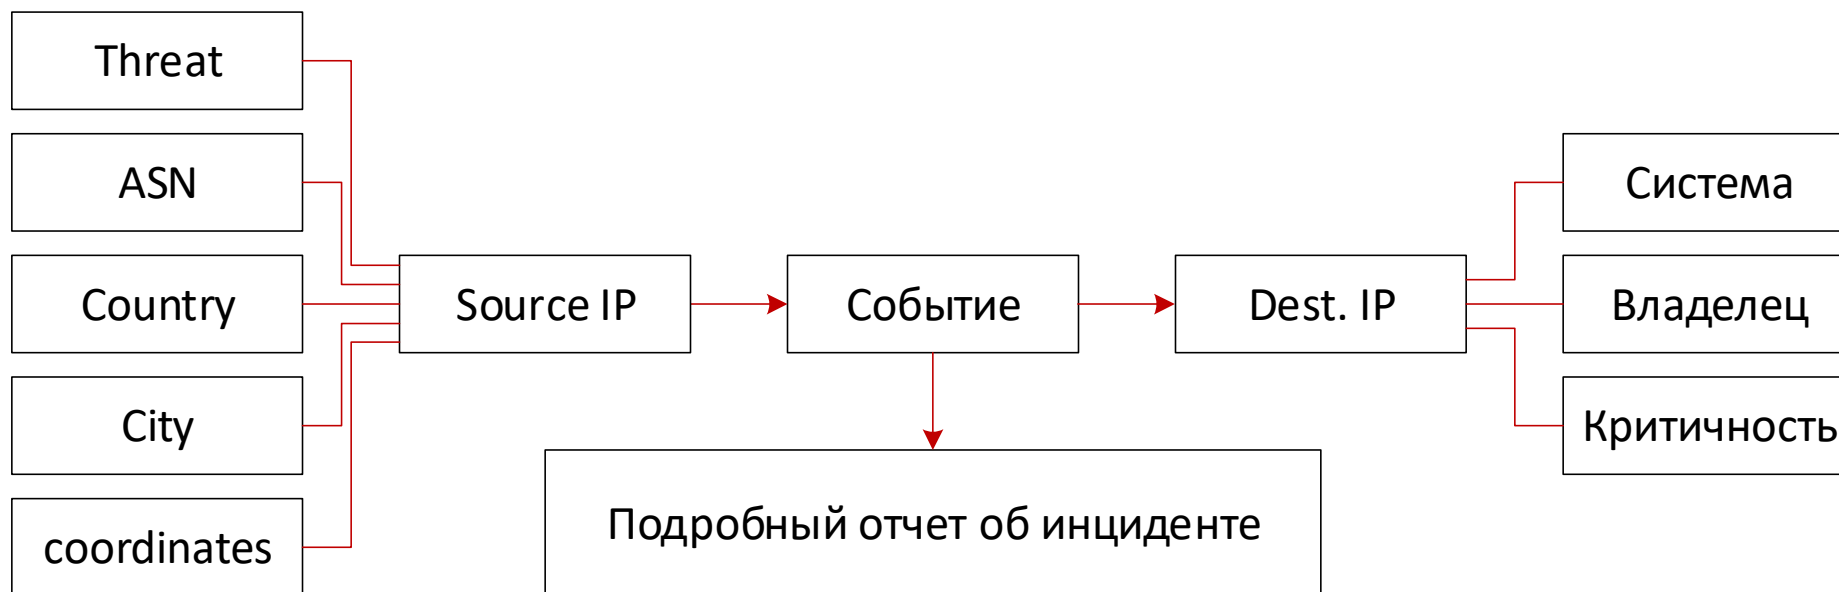 Threat
ASN
Country
City
coordinates
Source IP
Событие
Dest. IP
Система
Владелец
Критичность
Подробный отчет об инциденте